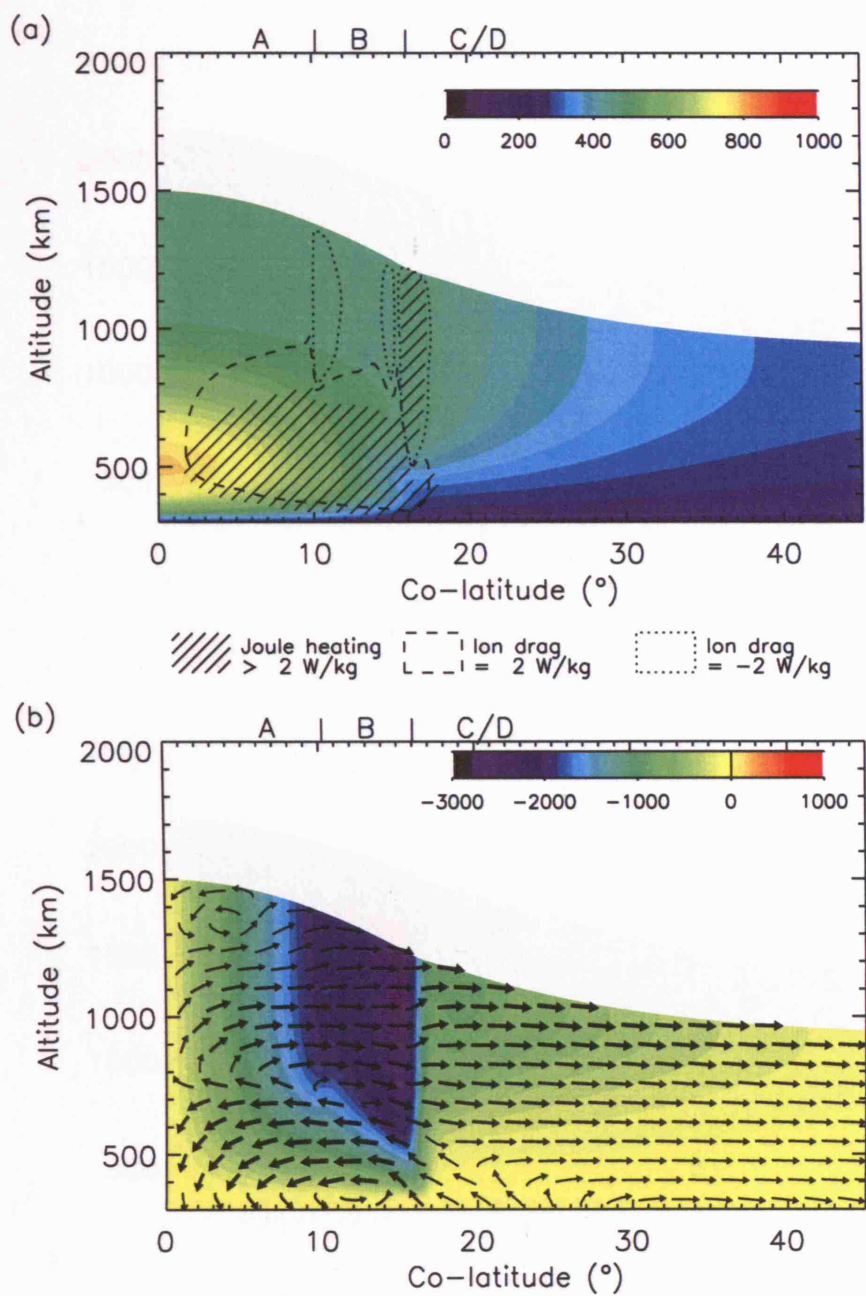 (a)
A | B | C/D
2000
1500
1000
500
Altitude (km)
0 200 400 600 800 1000
0 10 20 30 40
Co-latitude (°)
Joule heating
> 2 W/kg
Ion drag
= 2 W/kg
Ion drag
= -2 W/kg
(b)
A | B | C/D
2000
1500
1000
500
Altitude (km)
-3000 -2000 -1000 0 1000
0 10 20 30 40
Co-latitude (°)